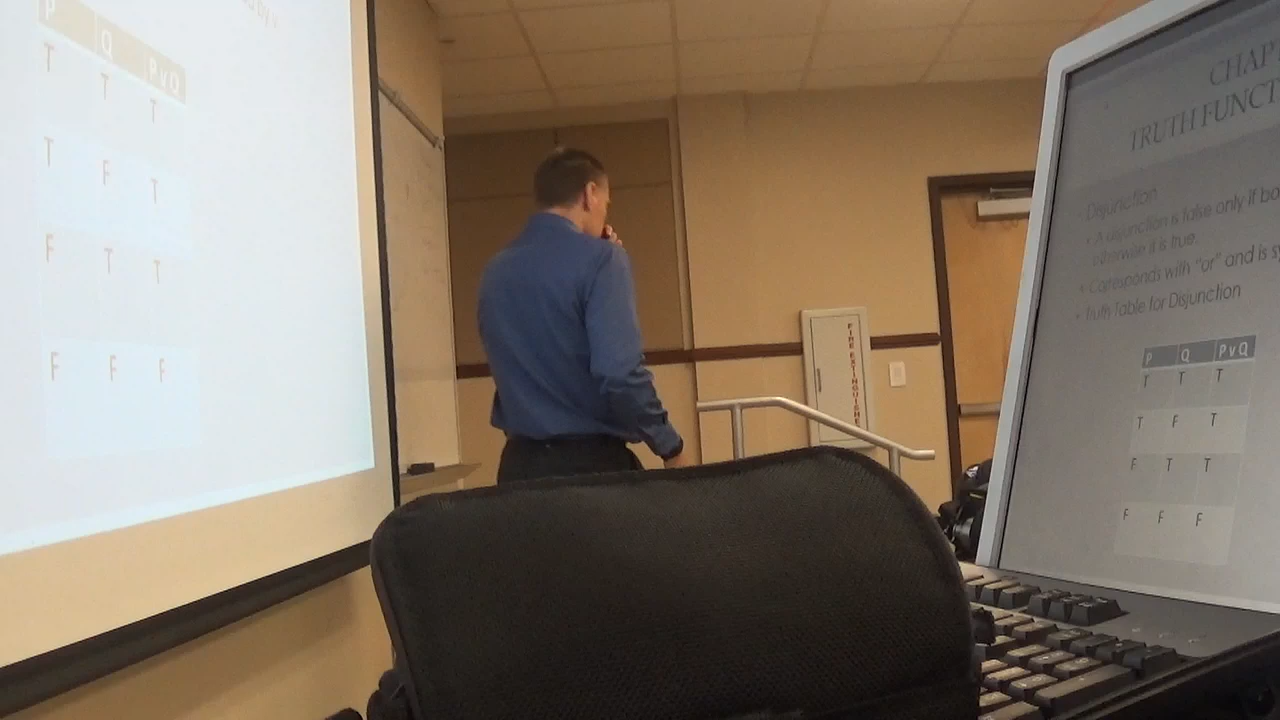 P Q PvQ
T T T
T F T
F T T
F F F
FIRE EXTINGUISHER
TRUTH FUNCT
• Disjunction
• A disjunction is false only if bo
otherwise it is true.
• Corresponds with "or" and is sy
• Truth Table for Disjunction
P Q PvQ
T T T
T F T
F T T
F F F